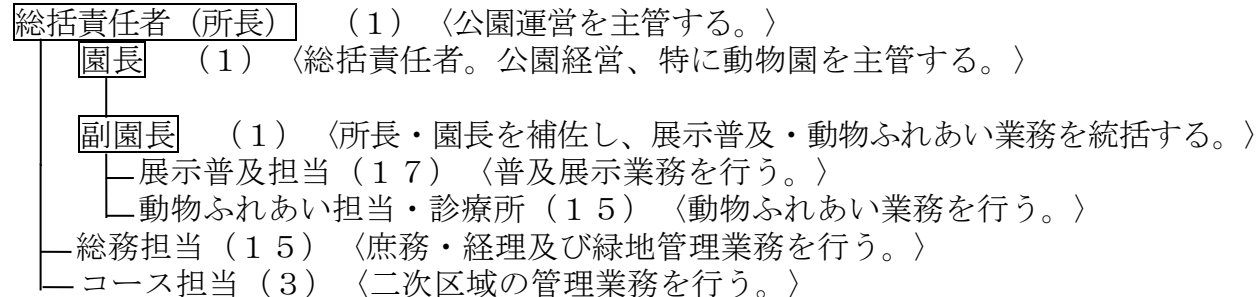 総括責任者（所長） （１）〈公園運営を主管する。〉
園長 （１）〈総括責任者。公園経営、特に動物園を主管する。〉
副園長 （１）〈所長・園長を補佐し、展示普及・動物ふれあい業務を統括する。〉
展示普及担当（１７）〈普及展示業務を行う。〉
動物ふれあい担当・診療所（１５）〈動物ふれあい業務を行う。〉
総務担当（１５）〈庶務・経理及び緑地管理業務を行う。〉
コース担当（３）〈二次区域の管理業務を行う。〉